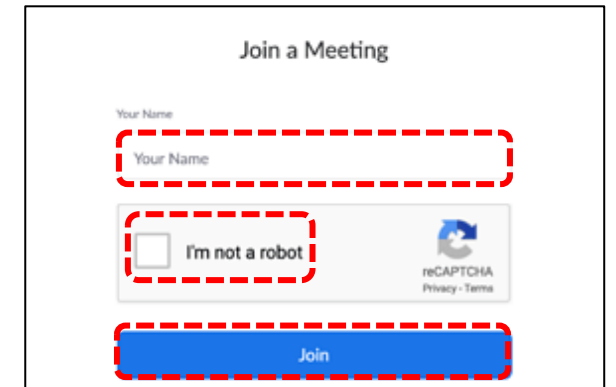 Join a Meeting
Your Name
Your Name
I'm not a robot
reCAPTCHA
Privacy - Terms
Join